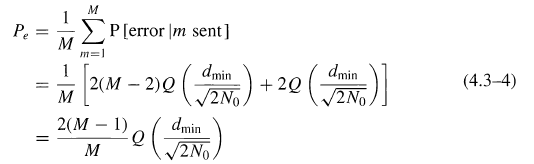 P_e = \frac{1}{M} \sum_{m=1}^{M} P [error | m sent]
= \frac{1}{M} \left[ 2(M − 2)Q \left( \frac{d_{min}}{\sqrt{2N_0}} \right) + 2Q \left( \frac{d_{min}}{\sqrt{2N_0}} \right) \right] (4.3–4)
= \frac{2(M − 1)}{M} Q \left( \frac{d_{min}}{\sqrt{2N_0}} \right)